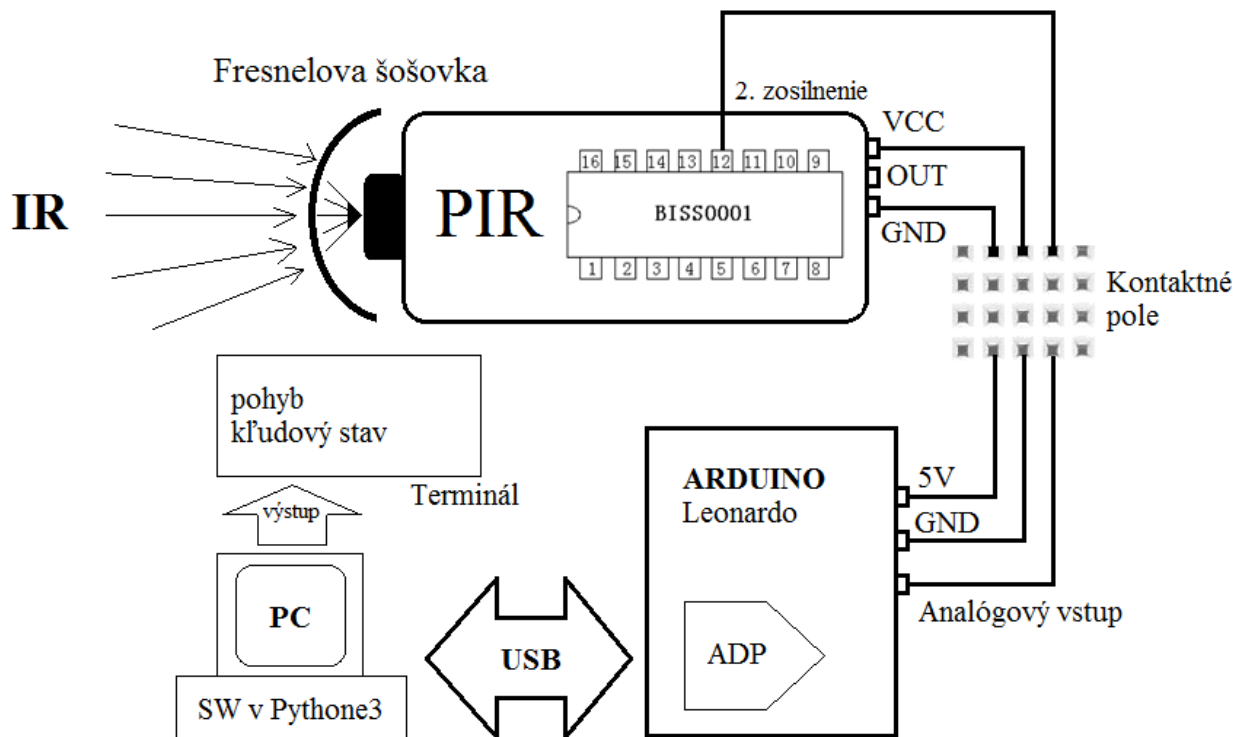 Fresnelova šošovka
IR
2. zosilnenie
PIR
16 15 14 13 12 11 10 9
BISS0001
1 2 3 4 5 6 7 8
VCC
OUT
GND
Kontaktné
pole
pohyb
kľudový stav
Terminál
výstup
PC
SW v Pythone3
USB
ARDUINO
Leonardo
ADP
5V
GND
Analógový vstup